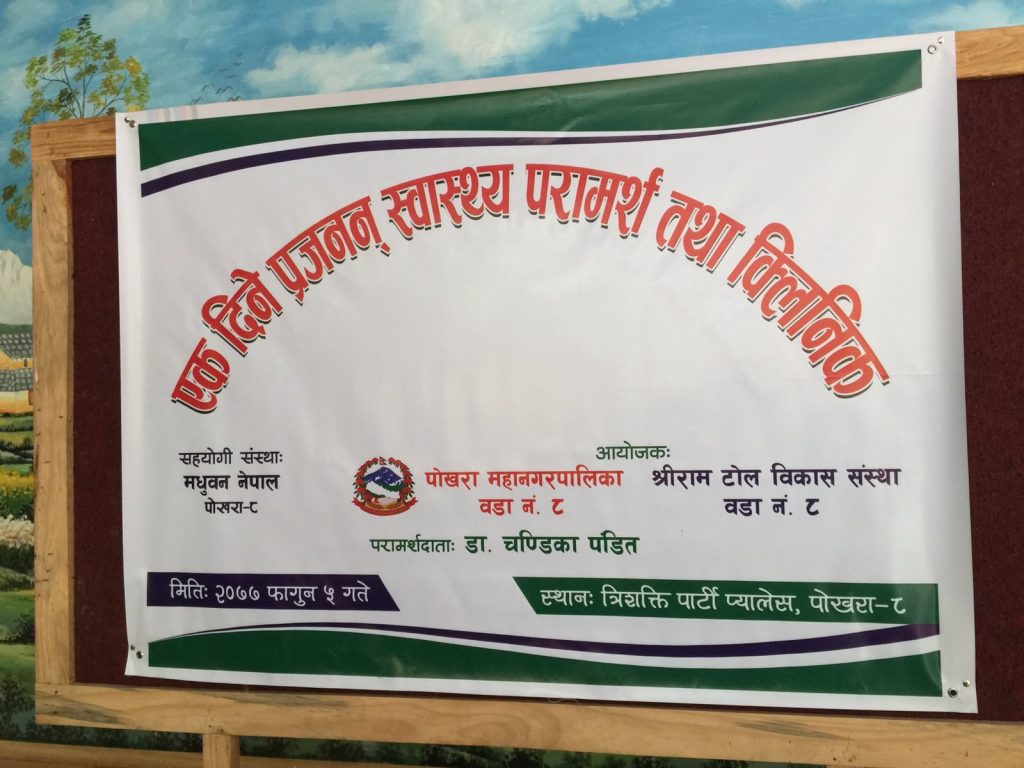 एक दिने प्रजनन् स्वास्थ्य परामर्श तथा क्लिनिक
सहयोगी संस्थाः
मधुवन नेपाल
पोखरा-८
आयोजकः
पोखरा महानगरपालिका
वडा नं. ८
श्रीराम टोल विकास संस्था
वडा नं. ८
परामर्शदाताः डा. चण्डिका पंडित
मितिः २०७७ फागुन ५ गते
स्थानः त्रिशक्ति पार्टी प्यालेस, पोखरा-८